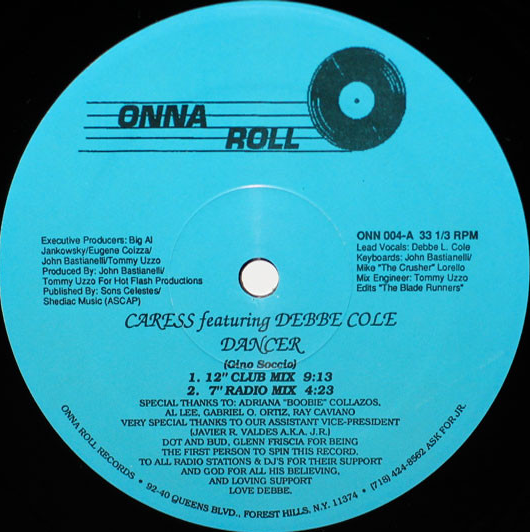 ONNA
ROLL
Executive Producers: Big Al
Jankowsky/Eugene Colzza/
John Bastianelli/Tommy Uzzo
Produced By: John Bastianelli/
Tommy Uzzo For Hot Flash Productions
Published By: Sons Celestes/
Shediac Music (ASCAP)
ONN 004-A 33 1/3 RPM
Lead Vocals: Debbe L. Cole
Keyboards: John Bastianelli/
Mike "The Crusher" Lorello
Mix Engineer: Tommy Uzzo
Edits "The Blade Runners"
CARESS featuring DEBBE COLE
DANCER
(Gino Soccio)
1. 12" CLUB MIX 9:13
2. 7" RADIO MIX 4:23
SPECIAL THANKS TO: ADRIANA "BOOBIE" COLLAZOS,
AL LEE, GABRIEL O. ORTIZ, RAY CAVIANO
VERY SPECIAL THANKS TO OUR ASSISTANT VICE-PRESIDENT
(JAVIER R. VALDES A.K.A. J.R.)
DOT AND BUD, GLENN FRISCIA FOR BEING
THE FIRST PERSON TO SPIN THIS RECORD.
TO ALL RADIO STATIONS & DJ'S FOR THEIR SUPPORT
AND GOD FOR ALL HIS BELIEVING,
AND LOVING SUPPORT
LOVE DEBBE.
ONNA ROLL RECORDS • 92-40 QUEENS BLVD., FOREST HILLS, N.Y. 11374 • (718) 424-8562 ASK FOR JR.